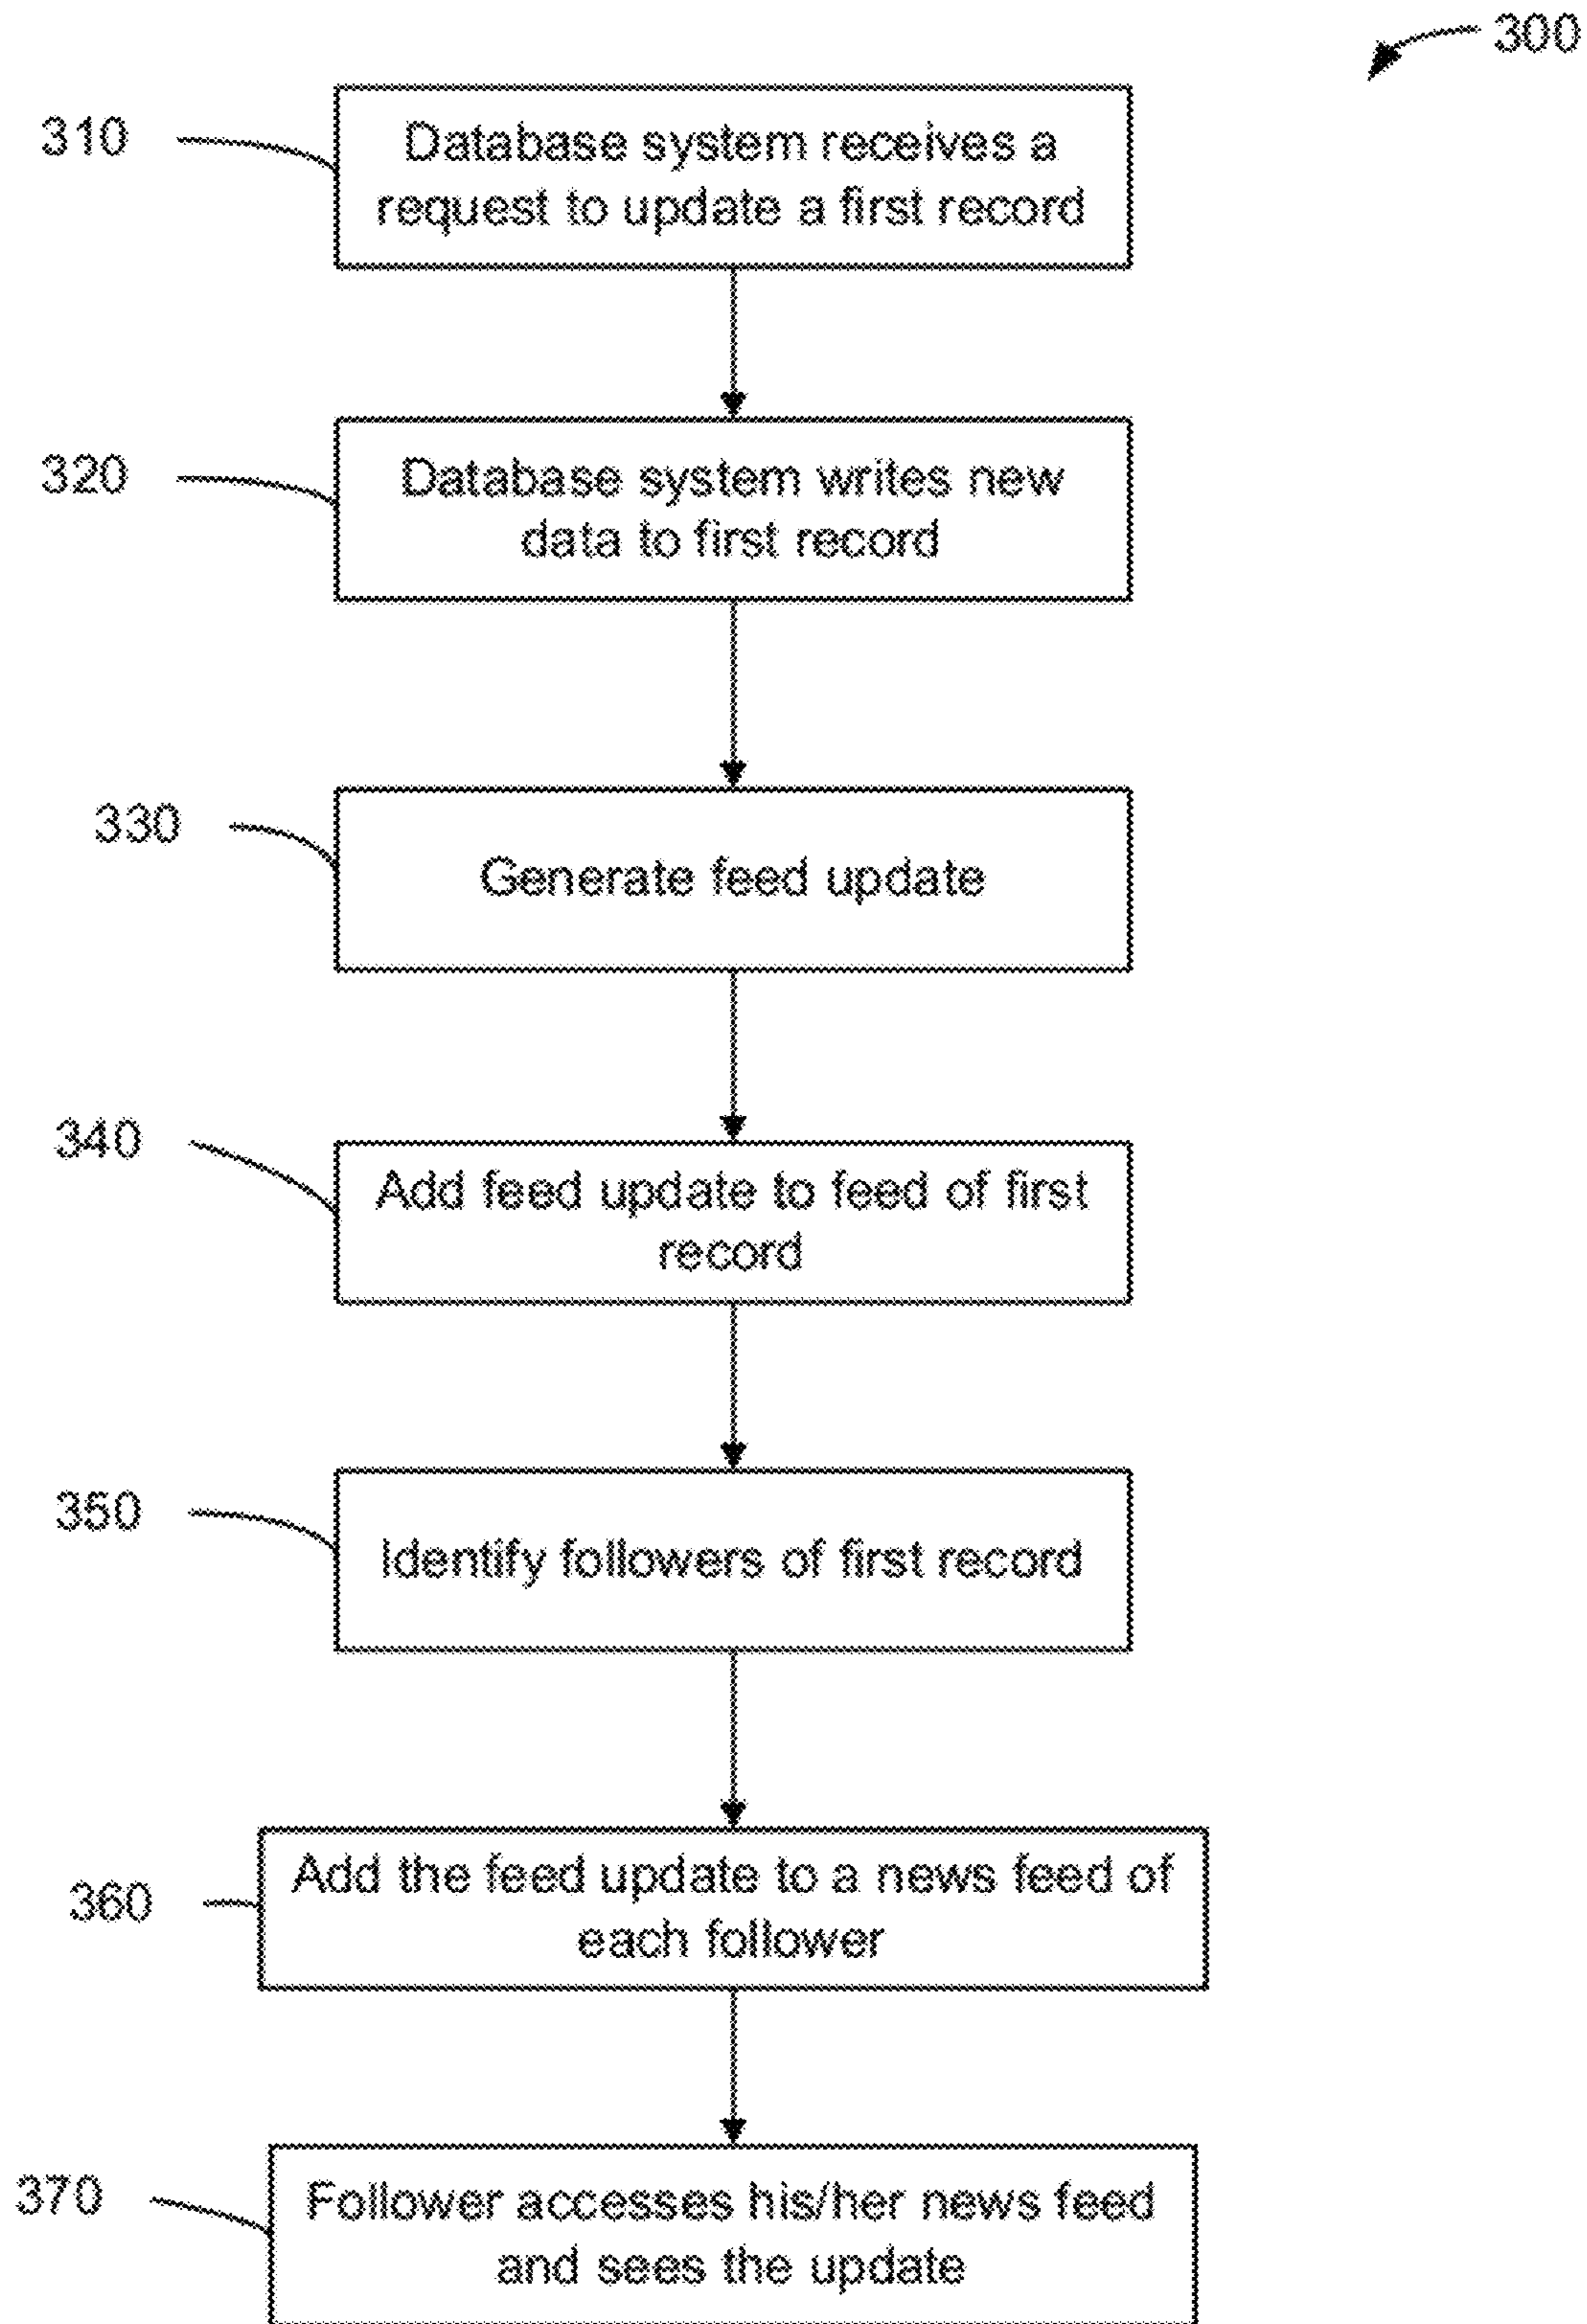 300
310
Database system receives a
request to update a first record
320
Database system writes new
data to first record
330
Generate feed update
340
Add feed update to feed of first
record
350
Identify followers of first record
360
Add the feed update to a news feed of
each follower
370
Follower accesses his/her news feed
and sees the update